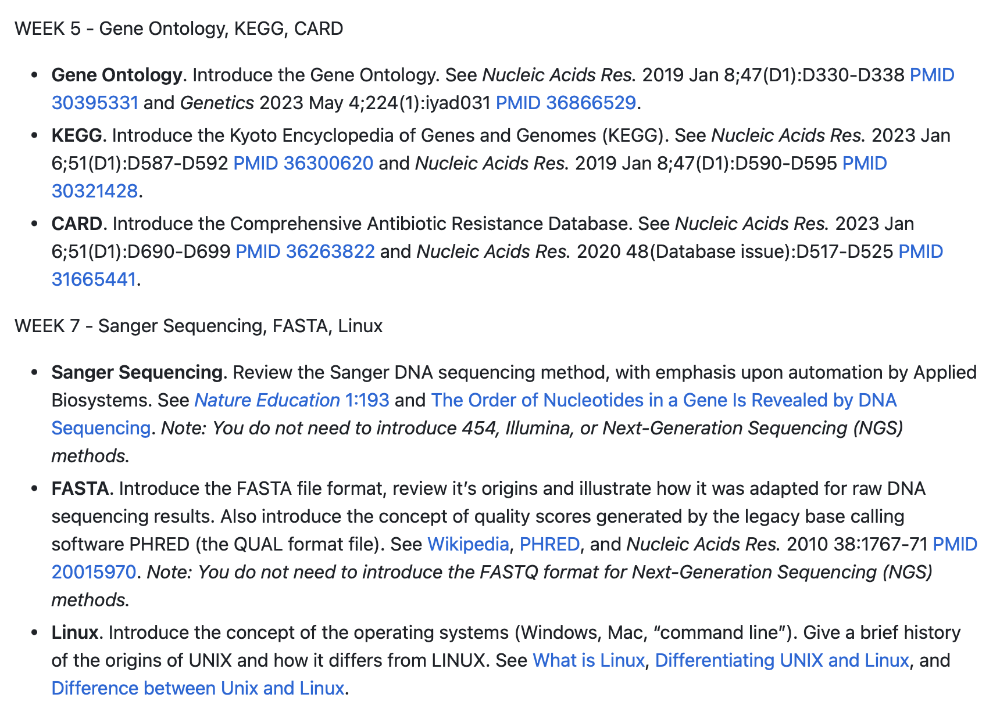 WEEK 5 - Gene Ontology, KEGG, CARD
• Gene Ontology. Introduce the Gene Ontology. See Nucleic Acids Res. 2019 Jan 8;47(D1):D330-D338 PMID
30395331 and Genetics 2023 May 4;224(1):iyad031 PMID 36866529.
• KEGG. Introduce the Kyoto Encyclopedia of Genes and Genomes (KEGG). See Nucleic Acids Res. 2023 Jan
6;51(D1):D587-D592 PMID 36300620 and Nucleic Acids Res. 2019 Jan 8;47(D1):D590-D595 PMID
30321428.
• CARD. Introduce the Comprehensive Antibiotic Resistance Database. See Nucleic Acids Res. 2023 Jan
6;51(D1):D690-D699 PMID 36263822 and Nucleic Acids Res. 2020 48(Database issue):D517-D525 PMID
31665441.
WEEK 7 - Sanger Sequencing, FASTA, Linux
• Sanger Sequencing. Review the Sanger DNA sequencing method, with emphasis upon automation by Applied
Biosystems. See Nature Education 1:193 and The Order of Nucleotides in a Gene Is Revealed by DNA
Sequencing. Note: You do not need to introduce 454, Illumina, or Next-Generation Sequencing (NGS)
methods.
• FASTA. Introduce the FASTA file format, review it’s origins and illustrate how it was adapted for raw DNA
sequencing results. Also introduce the concept of quality scores generated by the legacy base calling
software PHRED (the QUAL format file). See Wikipedia, PHRED, and Nucleic Acids Res. 2010 38:1767-71 PMID
20015970. Note: You do not need to introduce the FASTQ format for Next-Generation Sequencing (NGS)
methods.
• Linux. Introduce the concept of the operating systems (Windows, Mac, “command line”). Give a brief history
of the origins of UNIX and how it differs from LINUX. See What is Linux, Differentiating UNIX and Linux, and
Difference between Unix and Linux.